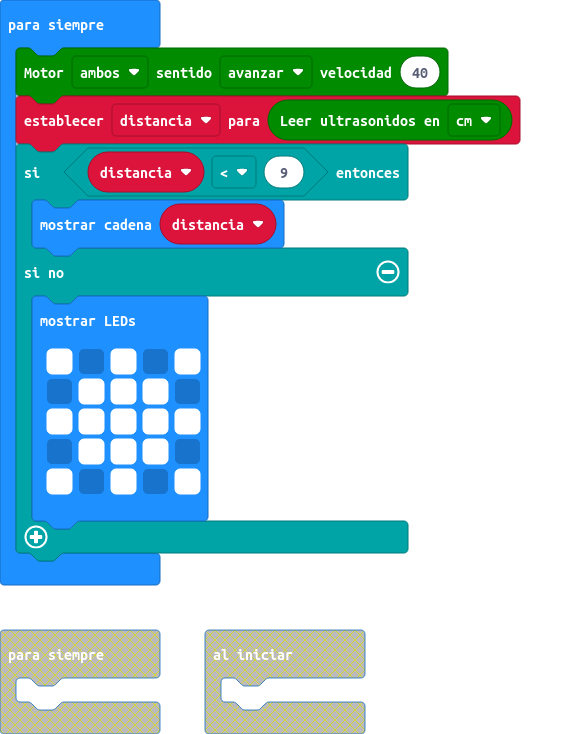 para siempre
Motor ambos sentido avanzar velocidad 40
establecer distancia para Leer ultrasonidos en cm
si distancia < 9 entonces
mostrar cadena distancia
si no
mostrar LEDs
para siempre al iniciar